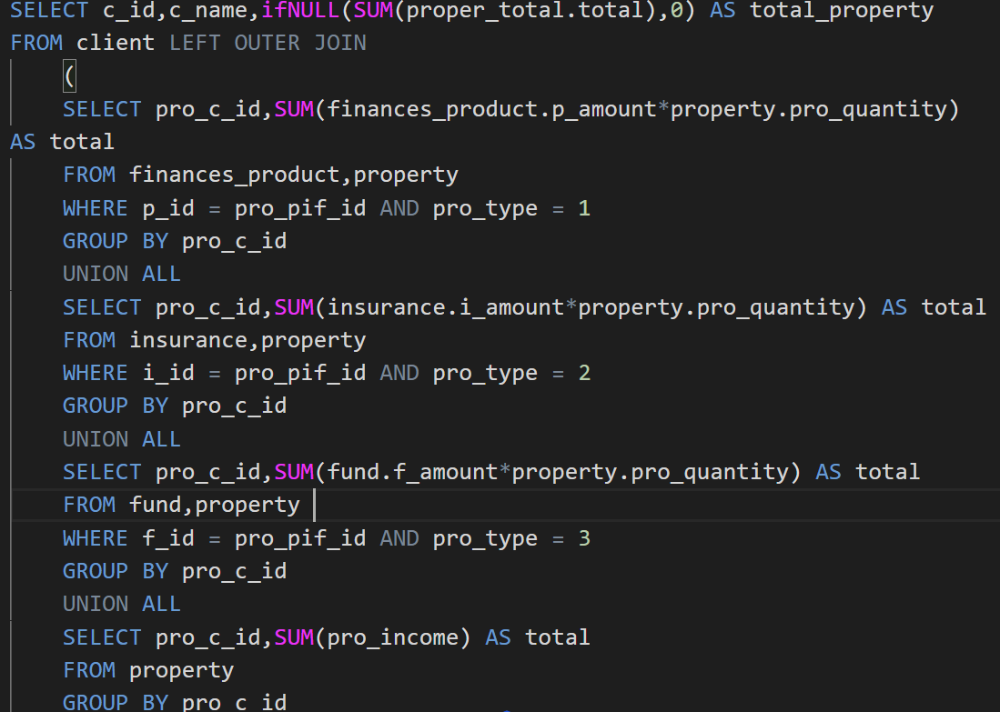 SELECT c_id,c_name,ifNULL(SUM(proper_total.total),0) AS total_property
FROM client LEFT OUTER JOIN
(
SELECT pro_c_id,SUM(finances_product.p_amount*property.pro_quantity)
AS total
FROM finances_product,property
WHERE p_id = pro_pif_id AND pro_type = 1
GROUP BY pro_c_id
UNION ALL
SELECT pro_c_id,SUM(insurance.i_amount*property.pro_quantity) AS total
FROM insurance,property
WHERE i_id = pro_pif_id AND pro_type = 2
GROUP BY pro_c_id
UNION ALL
SELECT pro_c_id,SUM(fund.f_amount*property.pro_quantity) AS total
FROM fund,property
WHERE f_id = pro_pif_id AND pro_type = 3
GROUP BY pro_c_id
UNION ALL
SELECT pro_c_id,SUM(pro_income) AS total
FROM property
GROUP BY pro_c_id